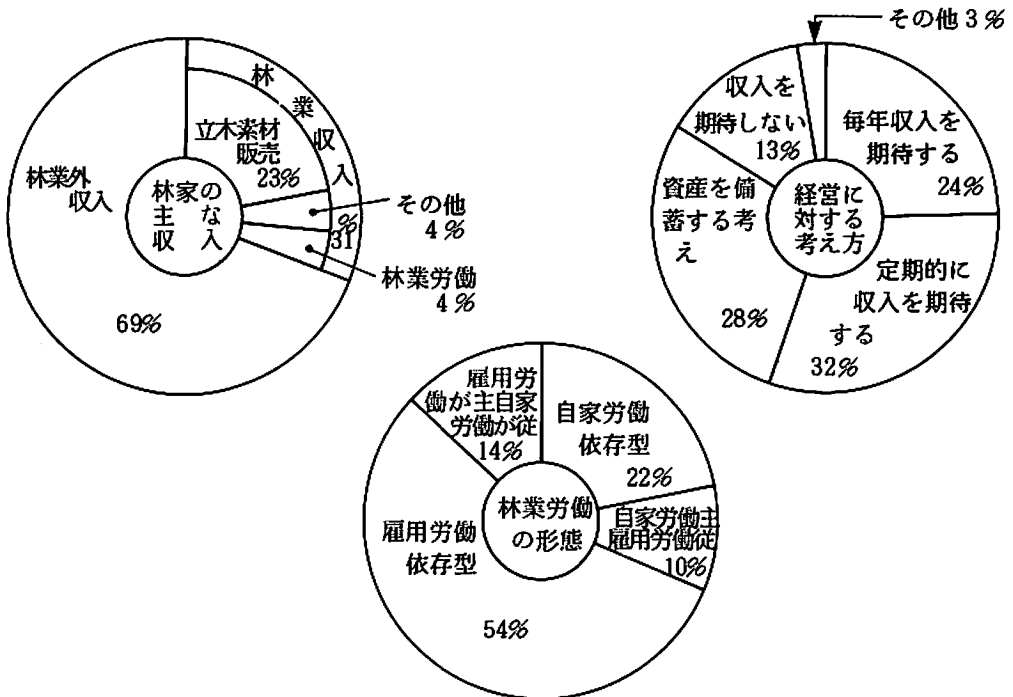 林業収入
31%
立木素材
販売
23%
林業外
収入
林家の
主な
収入
その他
4%
林業労働
4%
69%
その他 3%
収入を
期待しない
13%
毎年収入を
期待する
24%
資産を備
蓄する考
え
28%
経営に
対する
考え方
定期的に
収入を期待
する
32%
雇用労
働が主自家
労働が従
14%
自家労働
依存型
22%
林業労働
の形態
自家労働主
雇用労働従
10%
雇用労働
依存型
54%